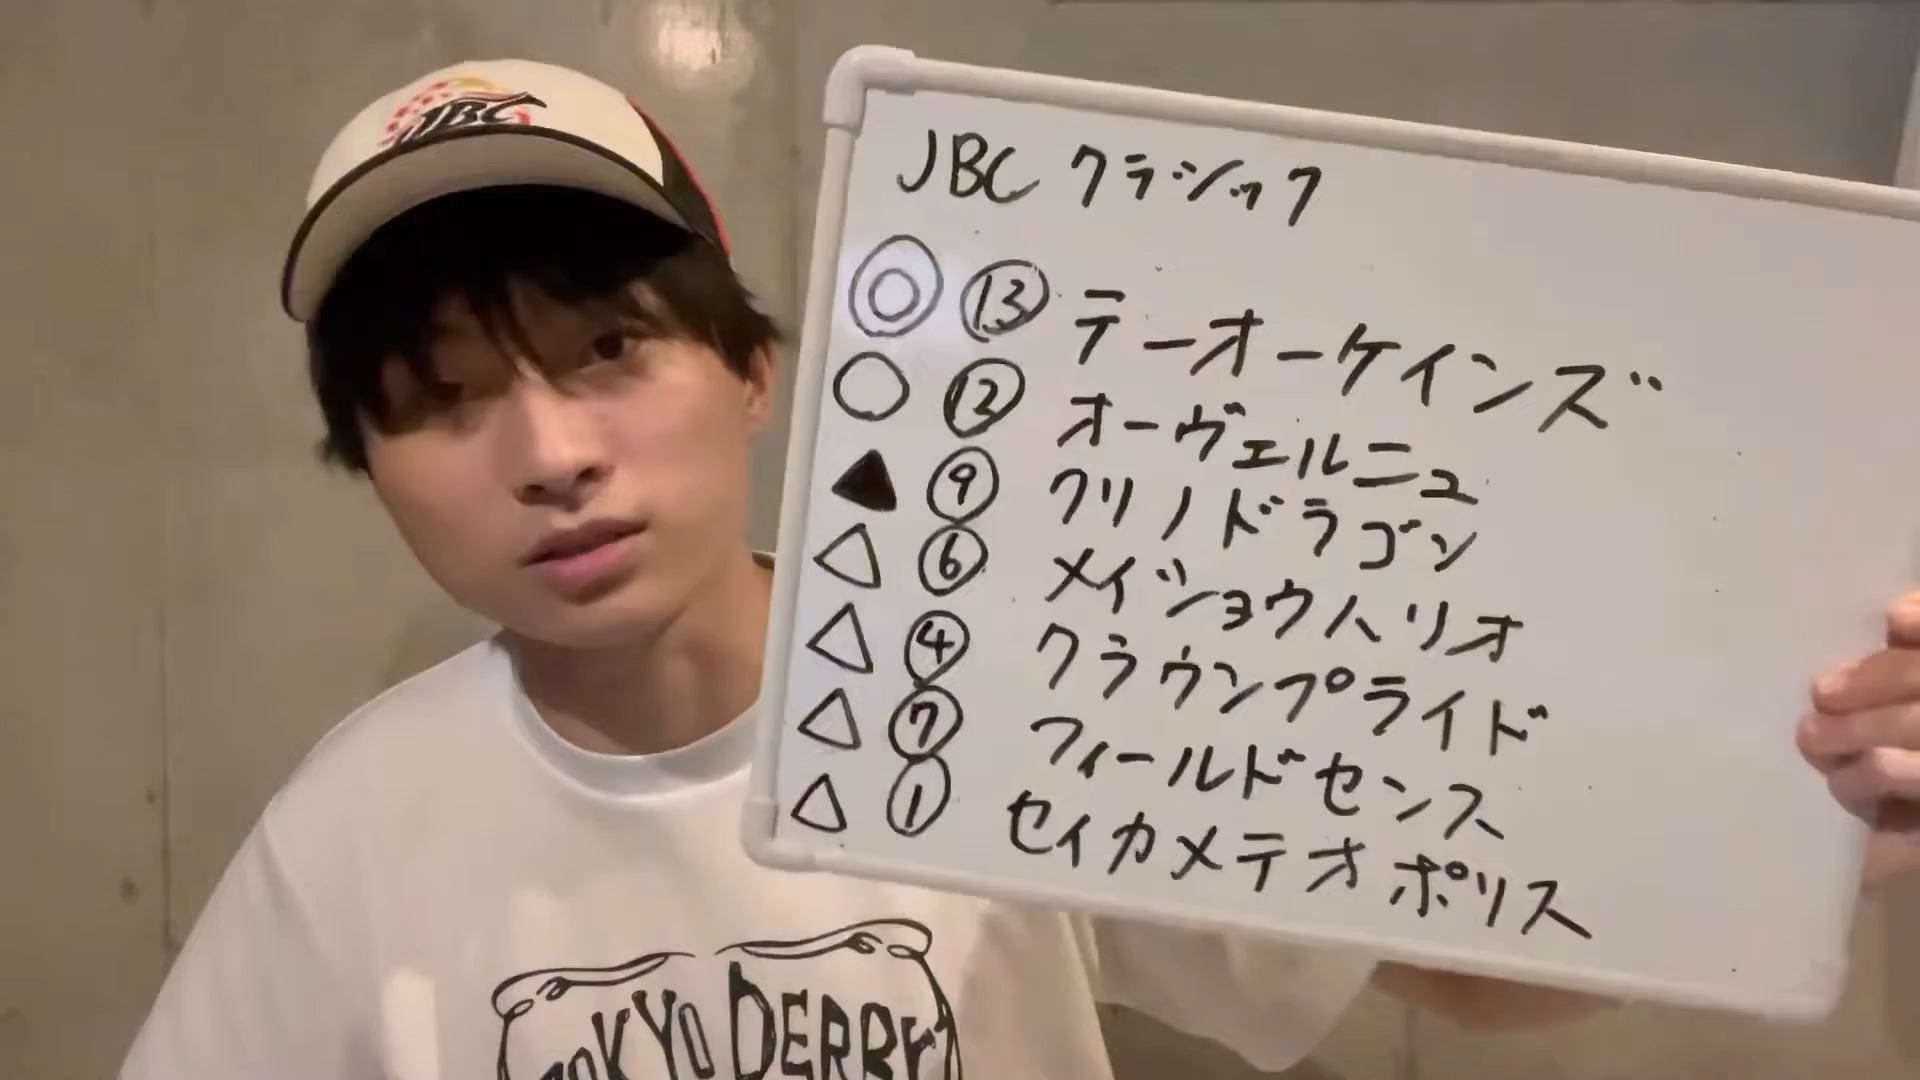 JBC
JBC クラシック
◎ ⑬ テーオーケインズ
○ ⑫ オーヴェルニュ
▲ ⑨ クリノドラゴン
△ ⑥ メイショウハリオ
△ ④ クラウンプライド
△ ⑦ フィールドセンス
△ ① セイカメテオポリス
TOKYO DERBY